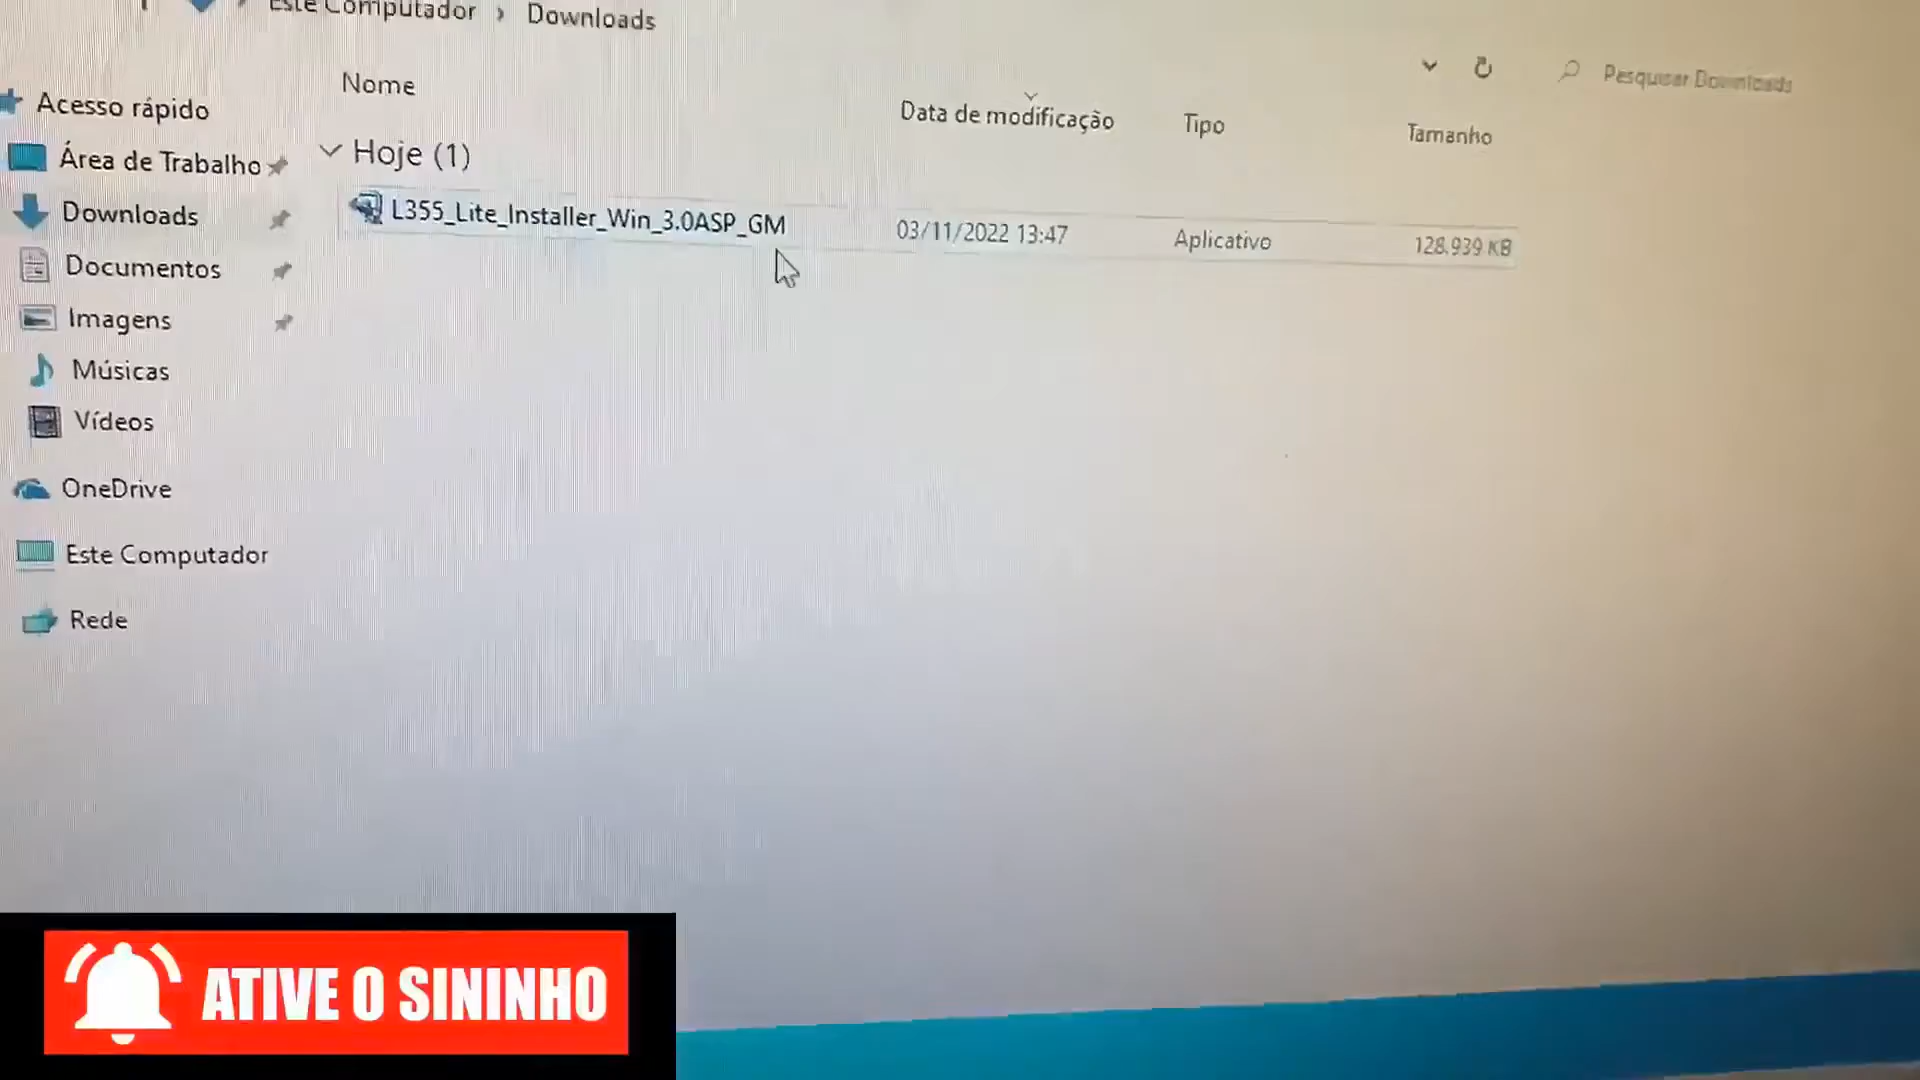 Este Computador > Downloads
Pesquisar Downloads
Nome
Data de modificação
Tipo
Tamanho
Acesso rápido
Área de Trabalho
Downloads
Documentos
Imagens
Músicas
Vídeos
OneDrive
Este Computador
Rede
Hoje (1)
L355_Lite_Installer_Win_3.0ASP_GM
03/11/2022 13:47
Aplicativo
128.939 KB
ATIVE O SININHO